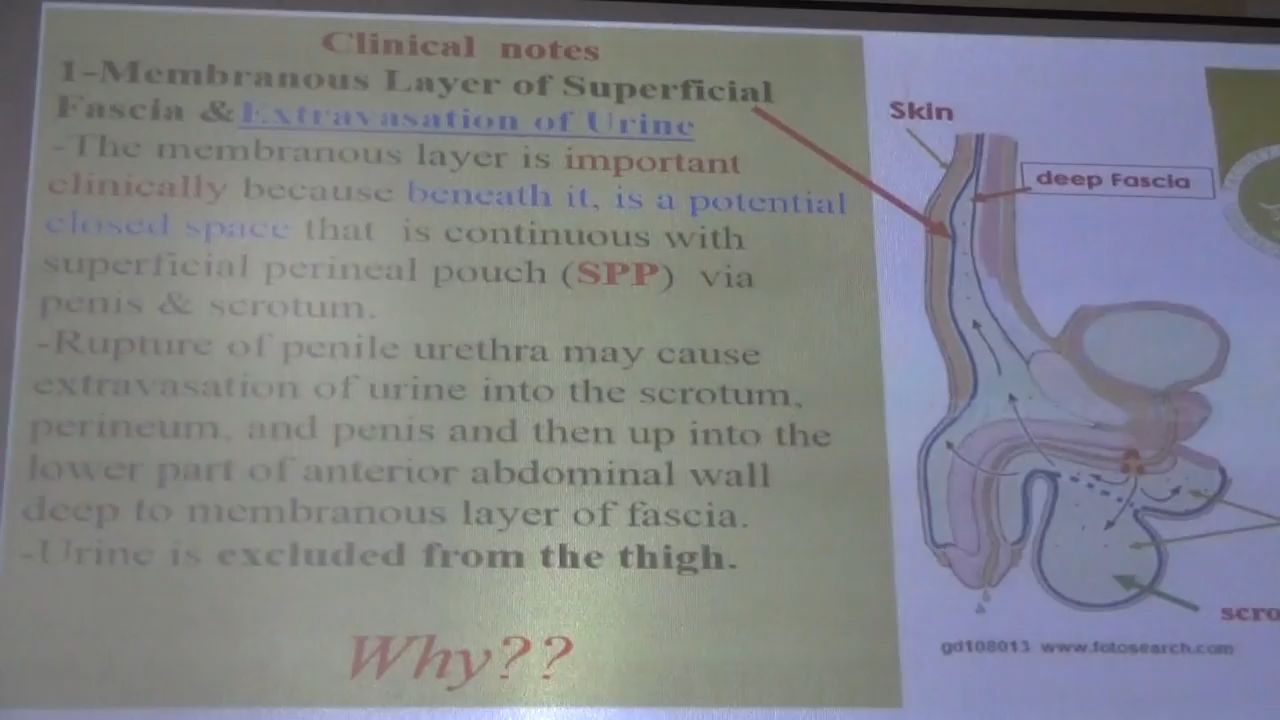 Clinical notes
1-Membranous Layer of Superficial
Fascia &Extravasation of Urine
-The membranous layer is important
clinically because beneath it, is a potential
closed space that is continuous with
superficial perineal pouch (SPP) via
penis & scrotum.
-Rupture of penile urethra may cause
extravasation of urine into the scrotum,
perineum, and penis and then up into the
lower part of anterior abdominal wall
deep to membranous layer of fascia.
-Urine is excluded from the thigh.
Why??
Skin
deep Fascia
scro
gd108013 www.fotosearch.com